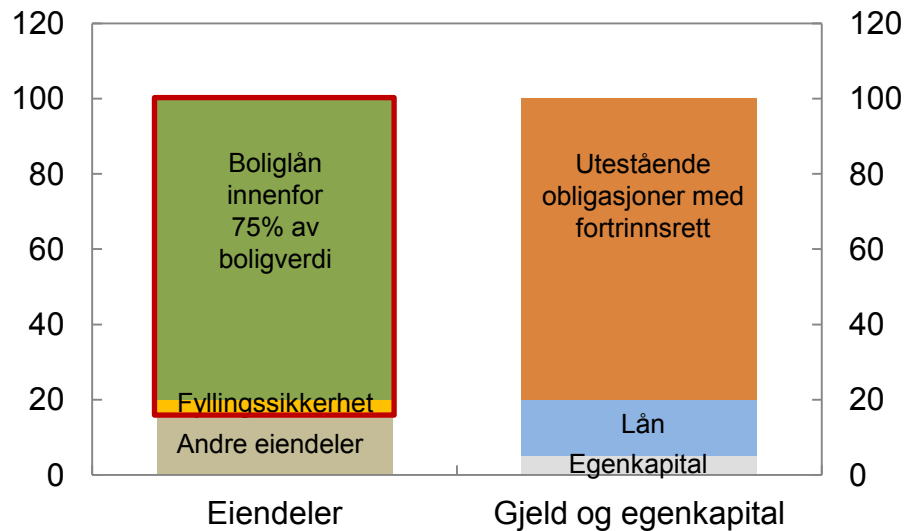 120
120
100
100
80
80
60
60
40
40
20
20
0
0
Boliglån
innenfor
75% av
boligverdi
Fyllingssikkerhet
Andre eiendeler
Utestående
obligasjoner med
fortrinnsrett
Lån
Egenkapital
Eiendeler
Gjeld og egenkapital